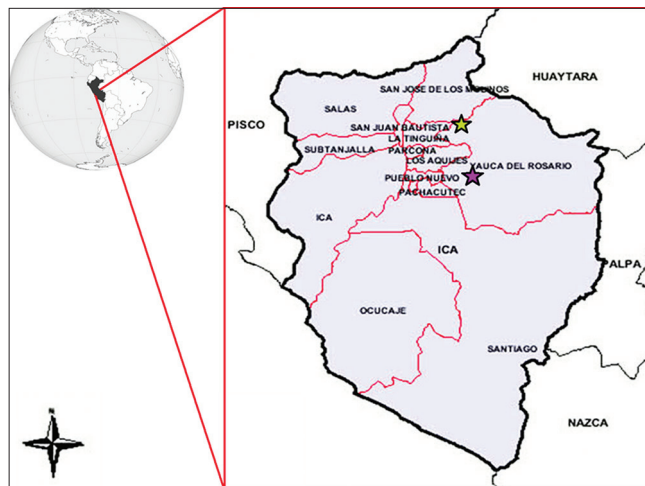 HUAYTARA
SAN JOSE DE LOS MOLINOS
SALAS
PISCO
SAN JUAN BAUTISTA
LA TINGUIÑA
SUBTANJALLA
PARCONA
LOS AQUIJES
YAUCA DEL ROSARIO
PUEBLO NUEVO
PACHACUTEC
ICA
ICA
ALPA
OCUCAJE
SANTIAGO
NAZCA
N